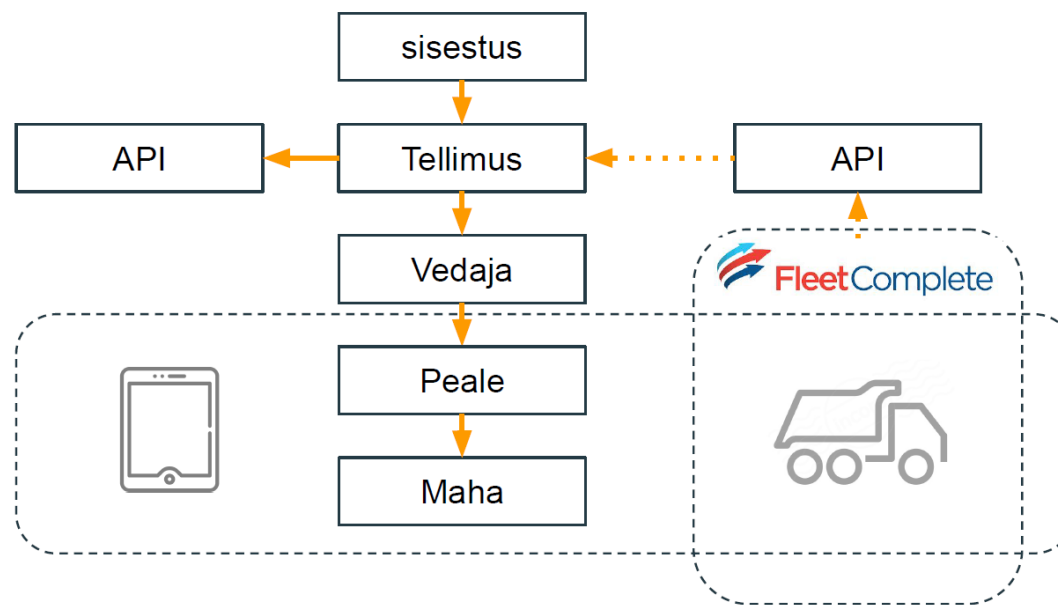 sisestus
API
Tellimus
API
Vedaja
FleetComplete
Peale
Maha